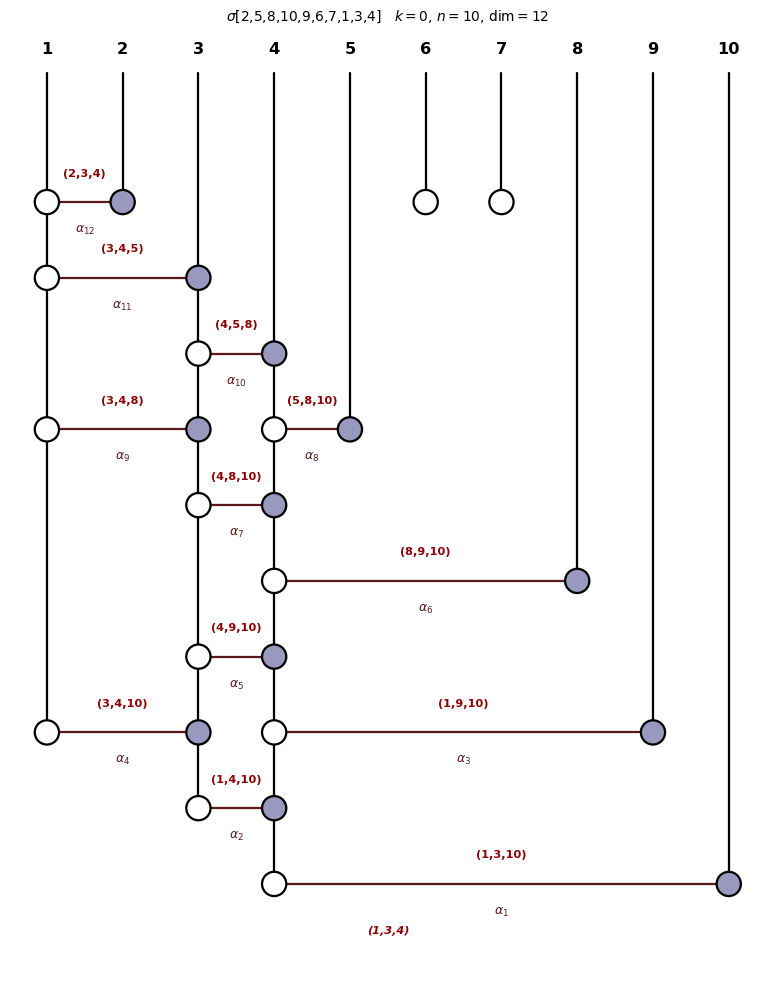 σ[2,5,8,10,9,6,7,1,3,4]   k = 0, n = 10, dim = 12
1 2 3 4 5 6 7 8 9 10
(2,3,4)
α₁₂
(3,4,5)
α₁₁
(4,5,8)
α₁₀
(3,4,8) (5,8,10)
α₉ α₈
(4,8,10)
α₇
(8,9,10)
α₆
(4,9,10)
α₅
(3,4,10) (1,9,10)
α₄ α₃
(1,4,10)
α₂
(1,3,10)
α₁
(1,3,4)